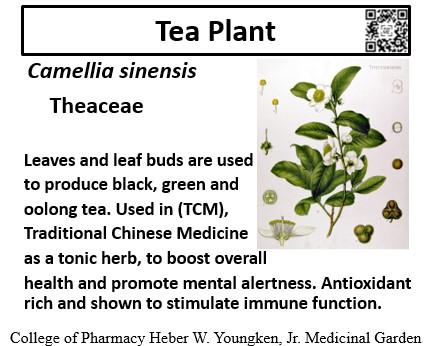 Tea Plant
Camellia sinensis
Theaceae
Leaves and leaf buds are used
to produce black, green and
oolong tea. Used in (TCM),
Traditional Chinese Medicine
as a tonic herb, to boost overall
health and promote mental alertness. Antioxidant
rich and shown to stimulate immune function.
College of Pharmacy Heber W. Youngken, Jr. Medicinal Garden